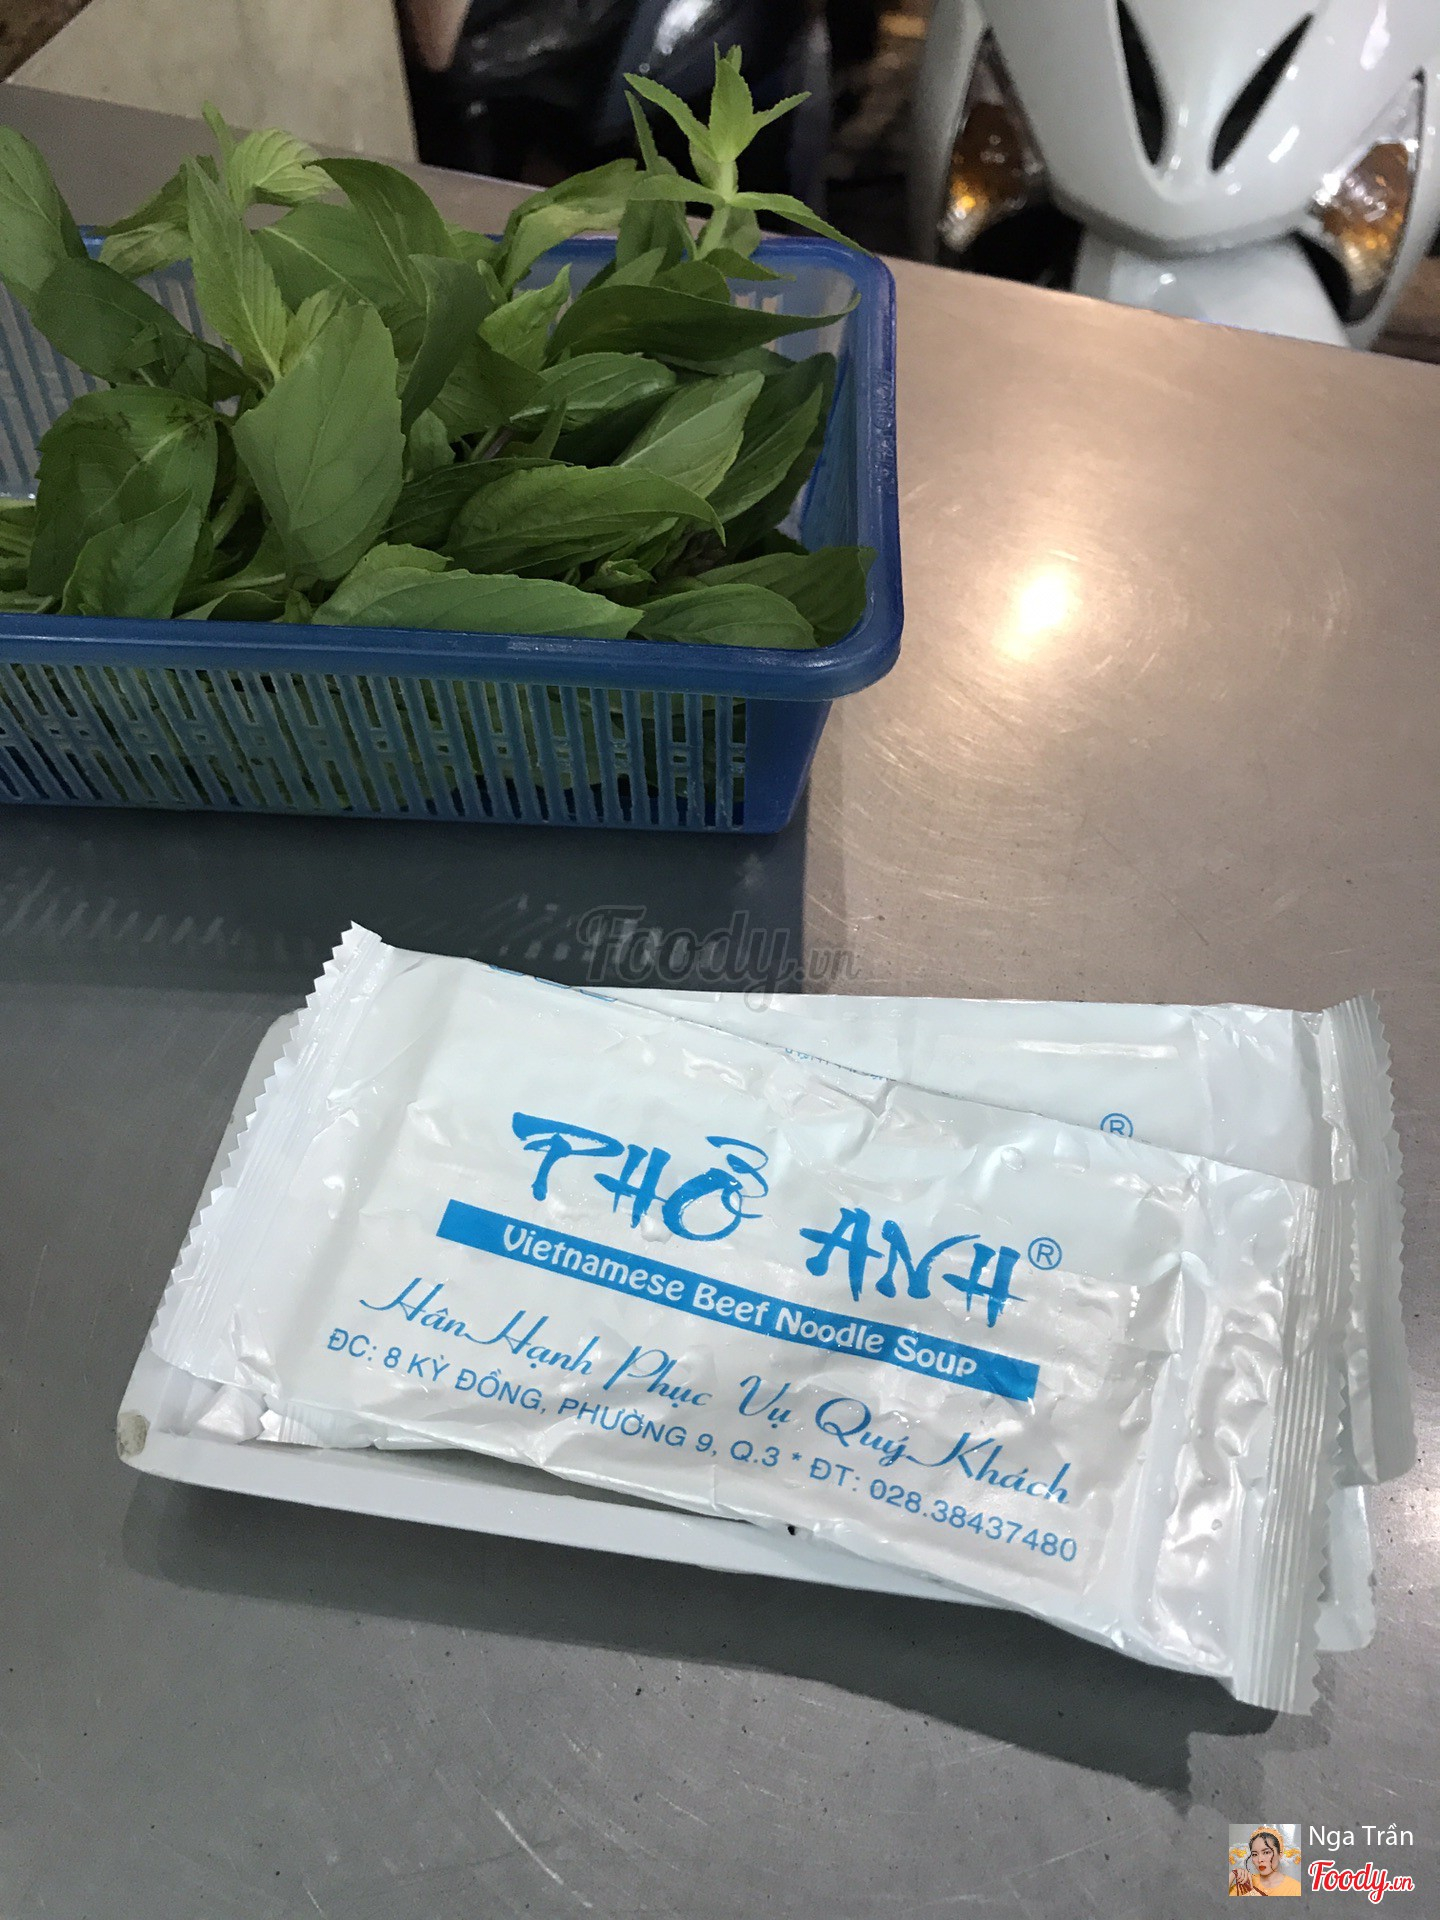 Foody.vn
®
PHỞ ANH®
Vietnamese Beef Noodle Soup
Hân Hạnh Phục Vụ Quý Khách
ĐC: 8 KỲ ĐỒNG, PHƯỜNG 9, Q.3 * ĐT: 028.38437480
Nga Trần
Foody.vn